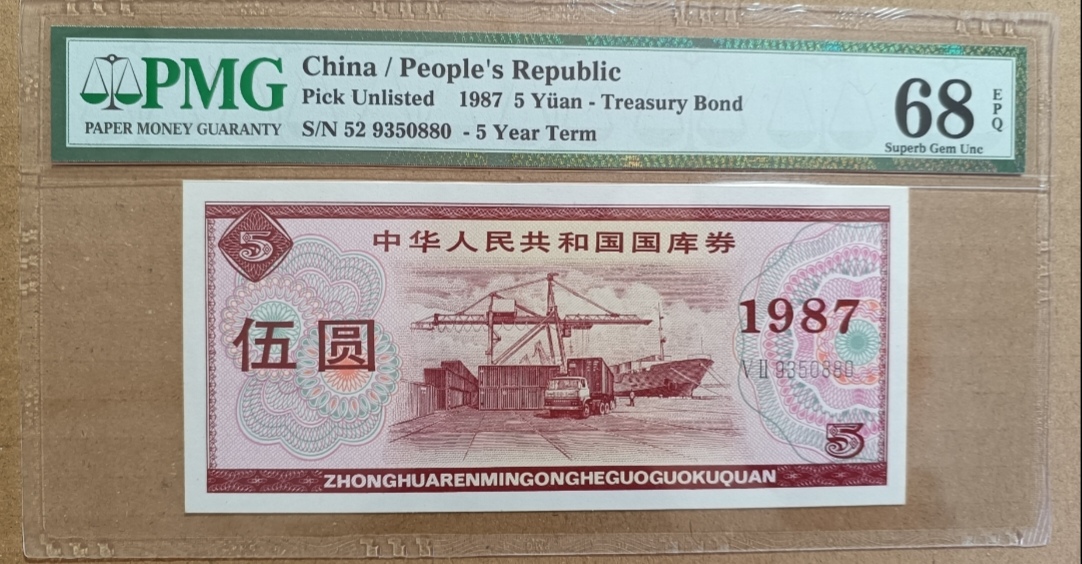 PMG
PAPER MONEY GUARANTY
China / People's Republic
Pick Unlisted 1987 5 Yüan - Treasury Bond
S/N 52 9350880 - 5 Year Term
68
EPQ
Superb Gem Unc
5
中华人民共和国国库券
伍圆
1987
VII 9350880
5
ZHONGHUARENMINGONGHEGUOGUOKUQUAN